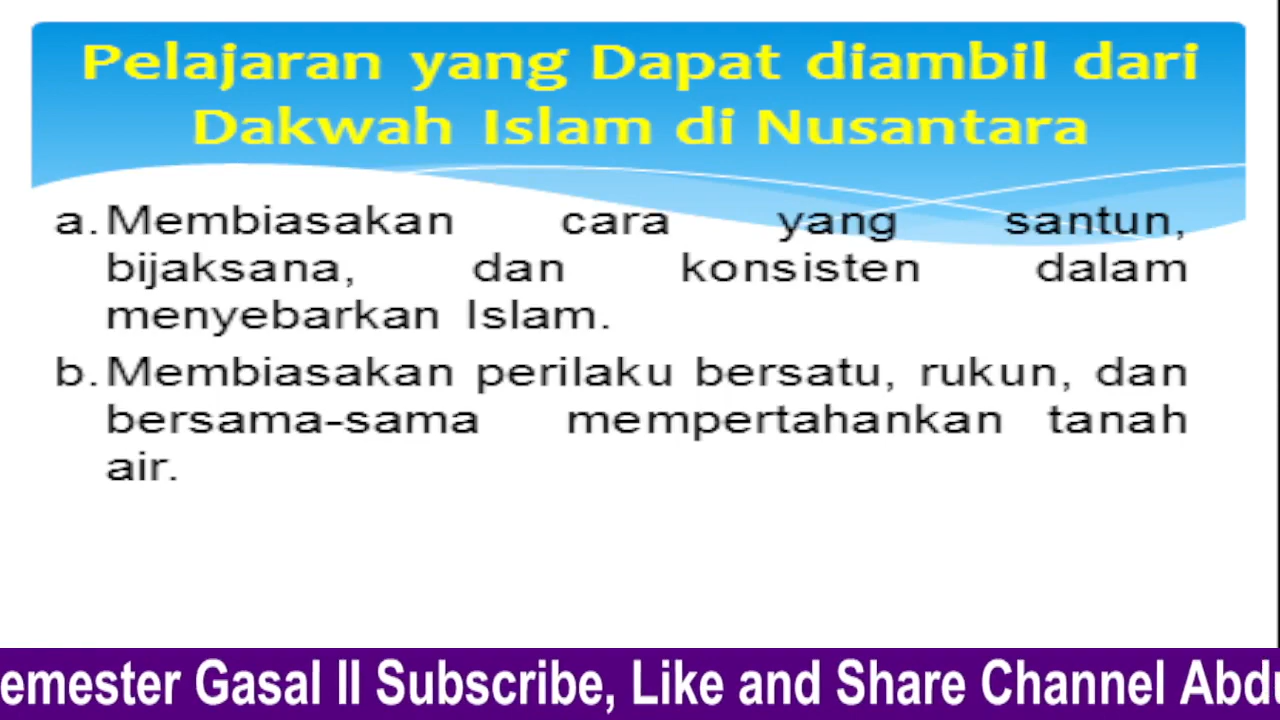 Pelajaran yang Dapat diambil dari
Dakwah Islam di Nusantara
a. Membiasakan cara yang santun,
bijaksana, dan konsisten dalam
menyebarkan Islam.
b. Membiasakan perilaku bersatu, rukun, dan
bersama-sama mempertahankan tanah
air.
emester Gasal II Subscribe, Like and Share Channel Abdu